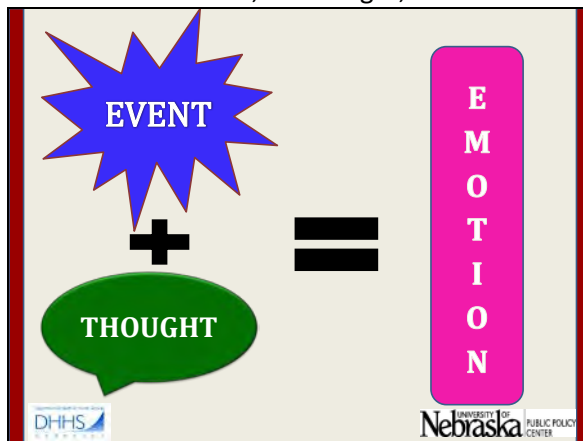 EVENT
THOUGHT
E
M
O
T
I
O
N
DHHS
UNIVERSITY OF
Nebraska
PUBLIC POLICY
CENTER